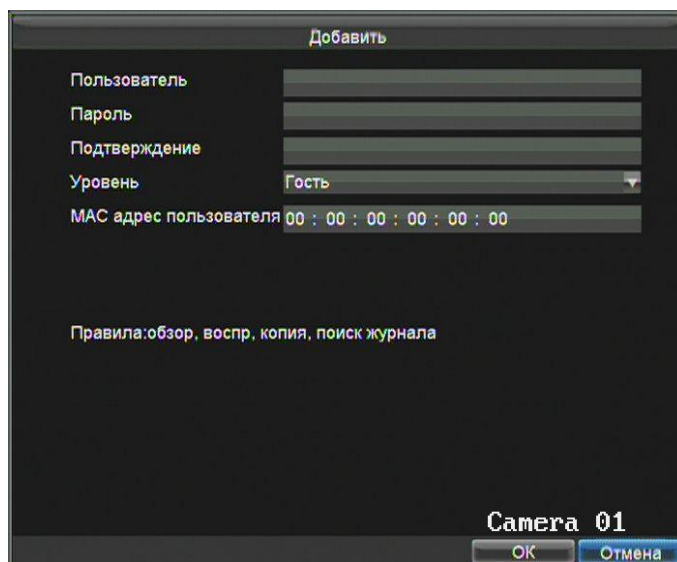 Добавить
Пользователь
Пароль
Подтверждение
Уровень Гость
MAC адрес пользователя 00 : 00 : 00 : 00 : 00 : 00
Правила:обзор, воспр, копия, поиск журнала
Camera 01
OK Отмена